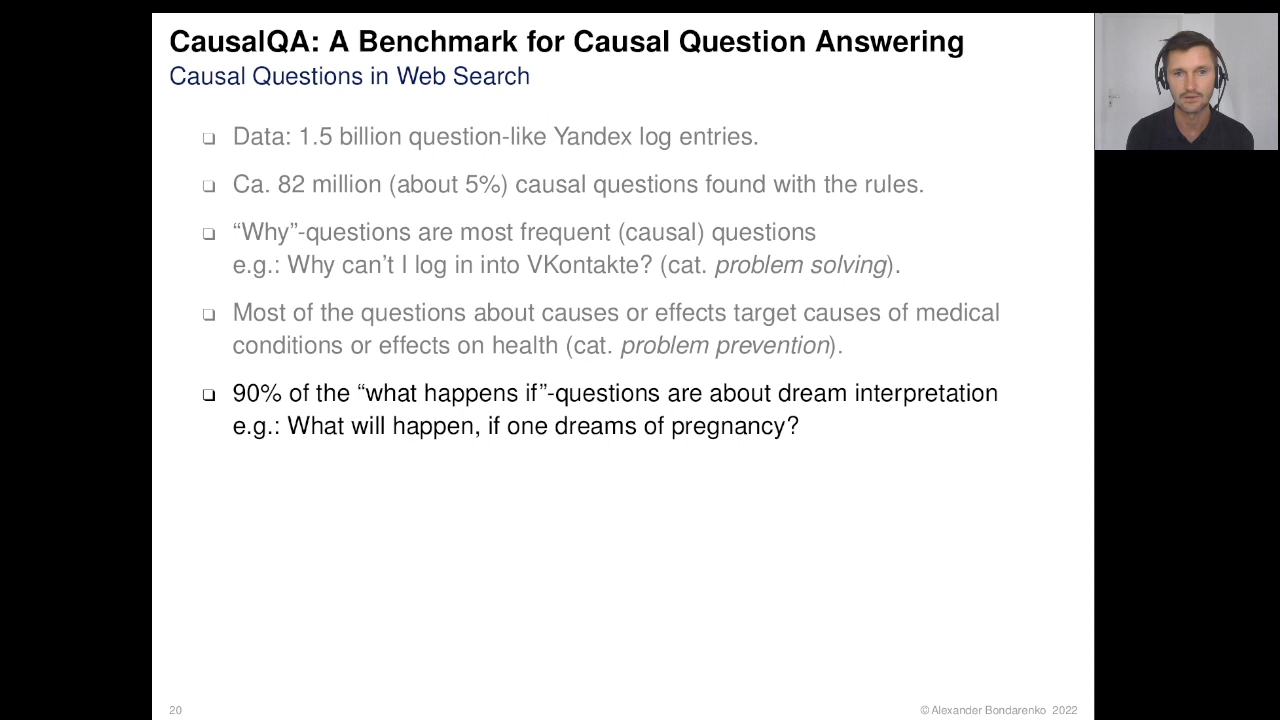 CausalQA: A Benchmark for Causal Question Answering
Causal Questions in Web Search
Data: 1.5 billion question-like Yandex log entries.
Ca. 82 million (about 5%) causal questions found with the rules.
“Why”-questions are most frequent (causal) questions
e.g.: Why can’t I log in into VKontakte? (cat. problem solving).
Most of the questions about causes or effects target causes of medical
conditions or effects on health (cat. problem prevention).
90% of the “what happens if”-questions are about dream interpretation
e.g.: What will happen, if one dreams of pregnancy?
20
© Alexander Bondarenko 2022